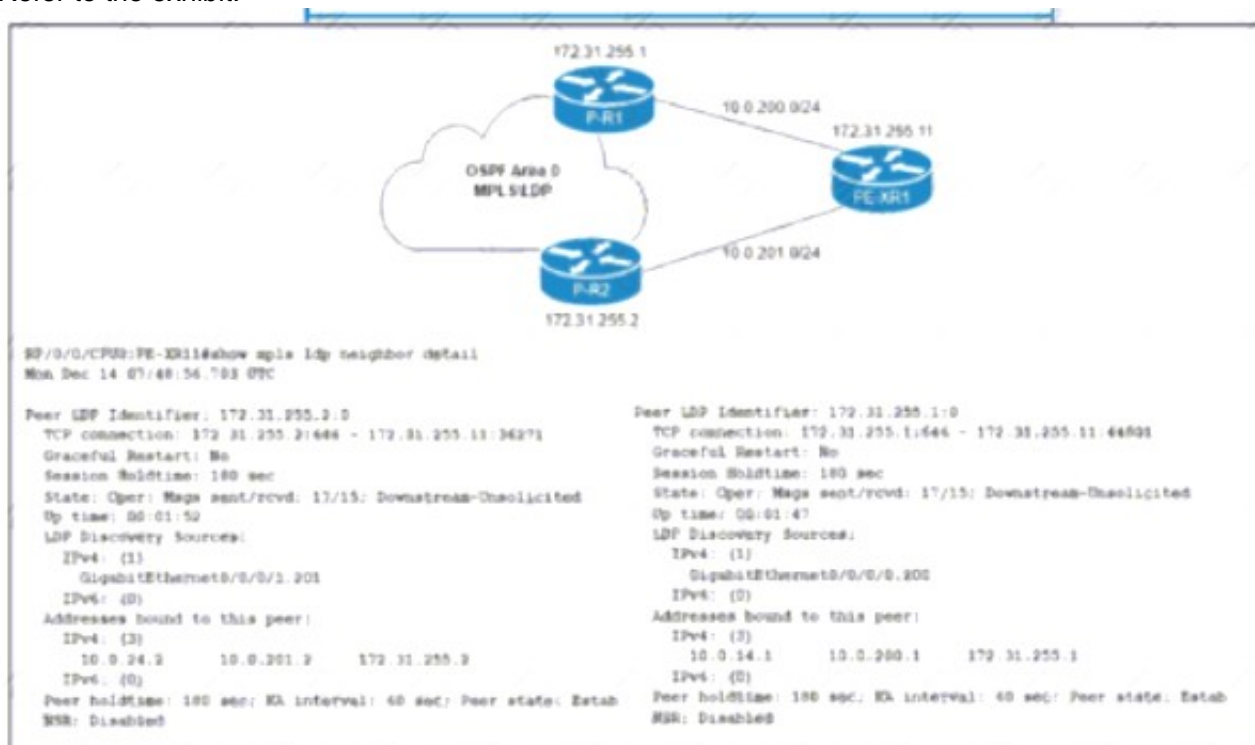 Refer to the exhibit.
172.31.255.1
P-R1
10.0.200.0/24
172.31.255.11
PE-XR1
OSPF Area 0
MPLS\LDP
10.0.201.0/24
P-R2
172.31.255.2
RP/0/0/CPU0:PE-XR11#show mpls ldp neighbor detail
Mon Dec 14 07:48:56.703 UTC
Peer LDP Identifier: 172.31.255.2:0
TCP connection: 172.31.255.2:646 - 172.31.255.11:36271
Graceful Restart: No
Session Holdtime: 180 sec
State: Oper; Msgs sent/rcvd: 17/15; Downstream-Unsolicited
Up time: 00:01:52
LDP Discovery Sources:
IPv4: (1)
GigabitEthernet0/0/0/1.201
IPv6: (0)
Addresses bound to this peer:
IPv4: (3)
10.0.24.2 10.0.201.2 172.31.255.2
IPv6: (0)
Peer holdtime: 180 sec; KA interval: 60 sec; Peer state: Estab
NSR: Disabled
Peer LDP Identifier: 172.31.255.1:0
TCP connection: 172.31.255.1:646 - 172.31.255.11:44801
Graceful Restart: No
Session Holdtime: 180 sec
State: Oper; Msgs sent/rcvd: 17/15; Downstream-Unsolicited
Up time: 00:01:47
LDP Discovery Sources:
IPv4: (1)
GigabitEthernet0/0/0/0.200
IPv6: (0)
Addresses bound to this peer:
IPv4: (3)
10.0.14.1 10.0.200.1 172.31.255.1
IPv6: (0)
Peer holdtime: 180 sec; KA interval: 60 sec; Peer state: Estab
NSR: Disabled